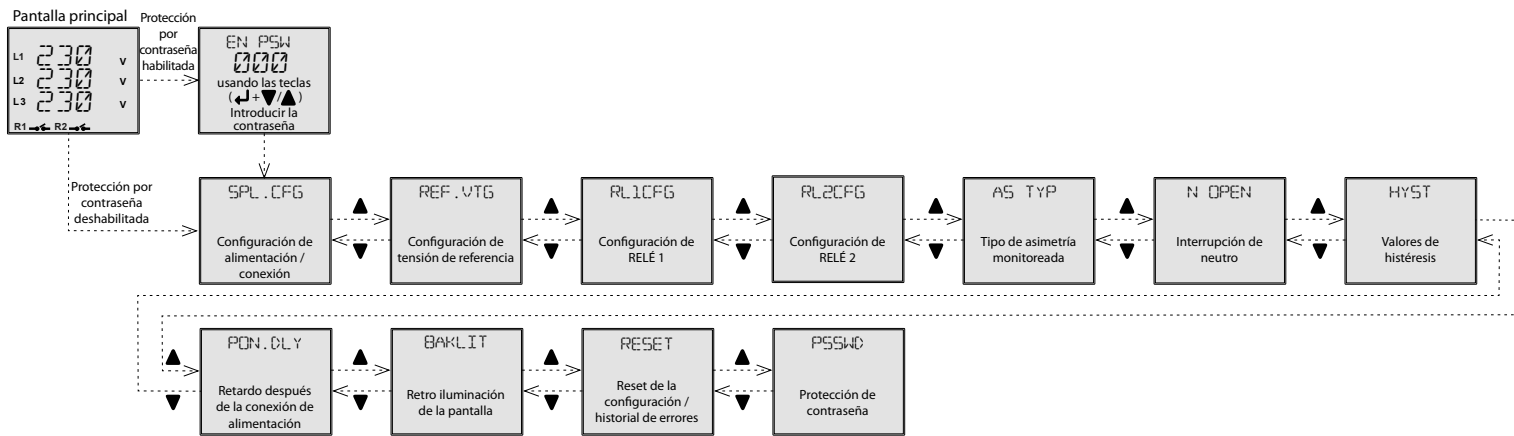 Pantalla principal
L1 230 V
L2 230 V
L3 230 V
R1 R2
Protección
por
contraseña
habilitada
EN PSW
000
usando las teclas
( + / )
Introducir la
contraseña
Protección por
contraseña
deshabilitada
SPL.CFG
Configuración de
alimentación /
conexión
REF.VTG
Configuración de
tensión de referencia
RL1CFG
Configuración de
RELÉ 1
RL2CFG
Configuración de
RELÉ 2
AS TYP
Tipo de asimetría
monitoreada
N OPEN
Interrupción de
neutro
HYST
Valores de
histéresis
PON.DLY
Retardo después
de la conexión de
alimentación
BAKLIT
Retro iluminación
de la pantalla
RESET
Reset de la
configuración /
historial de errores
PSSWD
Protección de
contraseña